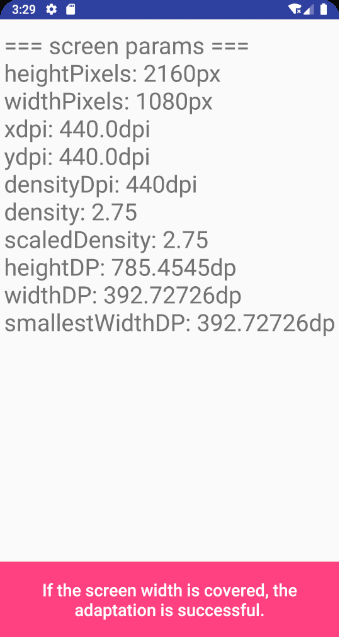 3:29
=== screen params ===
heightPixels: 2160px
widthPixels: 1080px
xdpi: 440.0dpi
ydpi: 440.0dpi
densityDpi: 440dpi
density: 2.75
scaledDensity: 2.75
heightDP: 785.4545dp
widthDP: 392.72726dp
smallestWidthDP: 392.72726dp
If the screen width is covered, the
adaptation is successful.